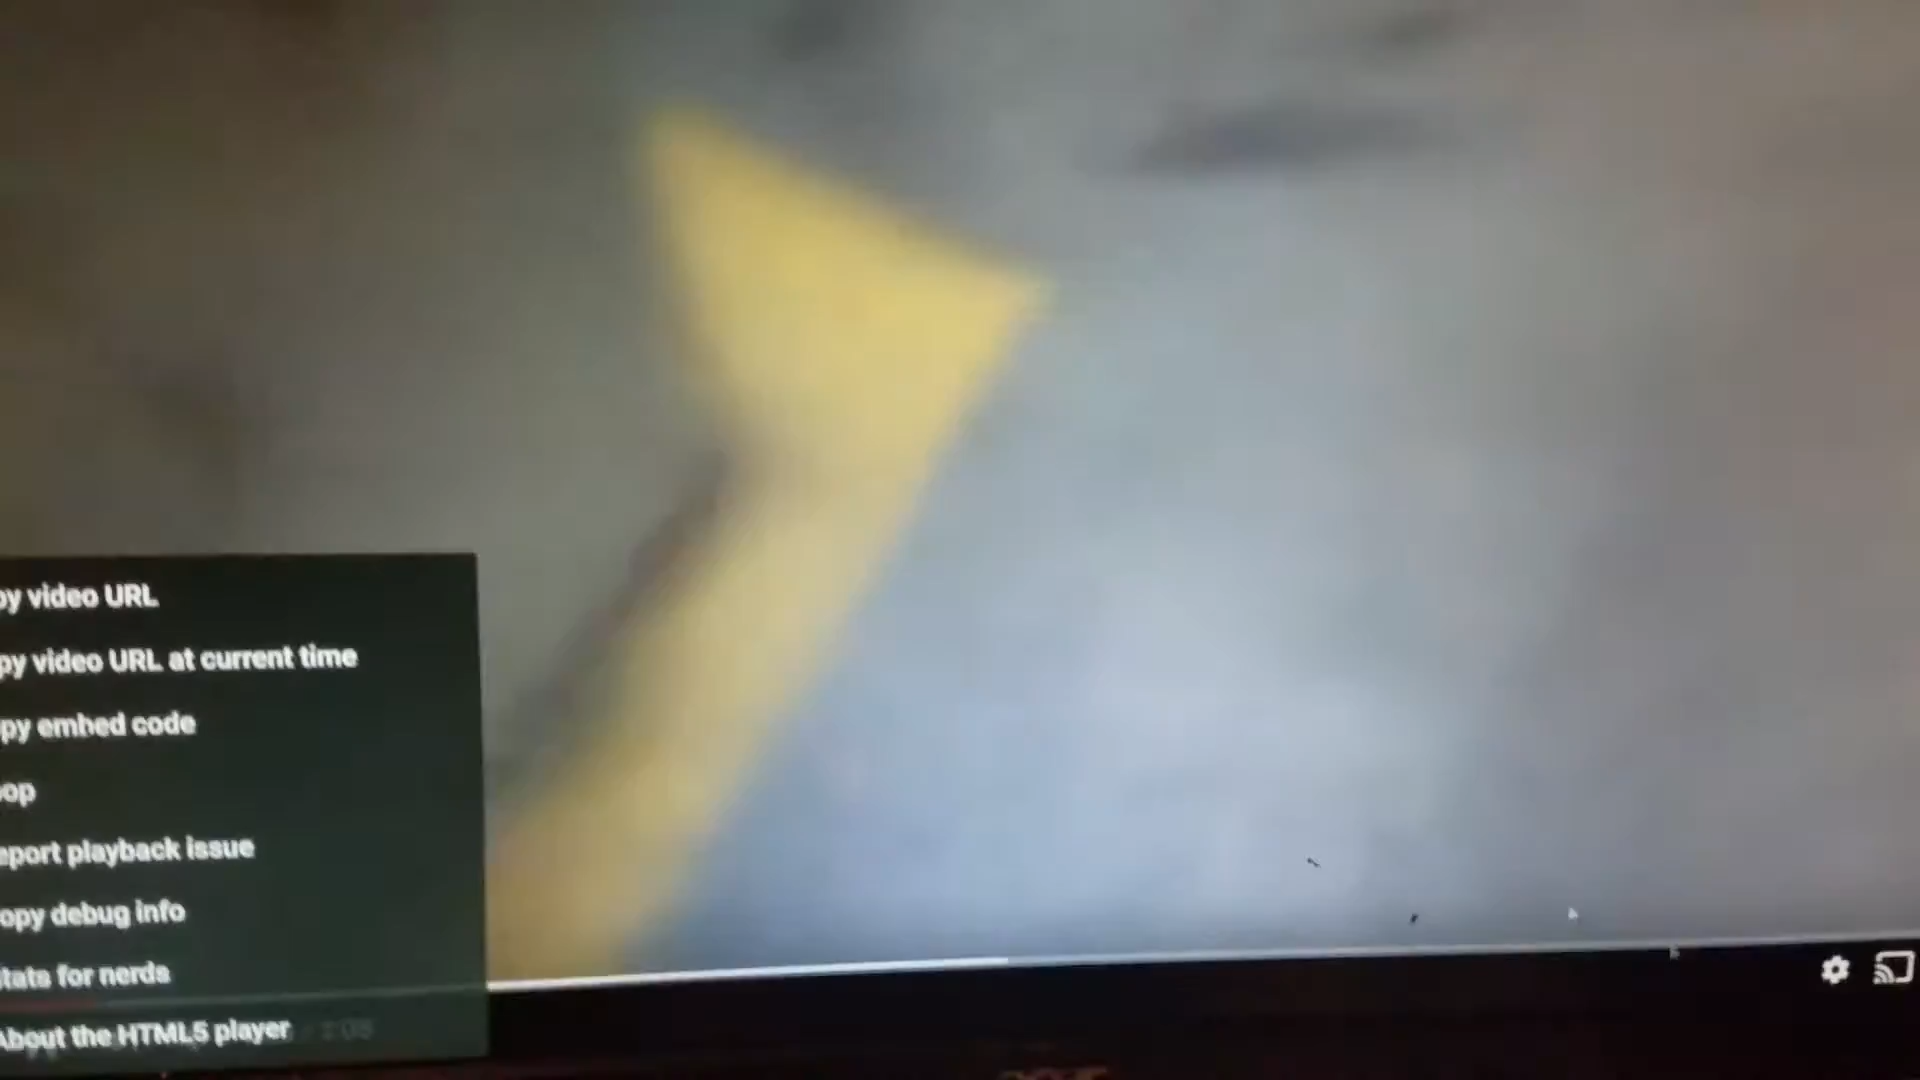 py video URL
py video URL at current time
py embed code
oop
eport playback issue
opy debug info
tats for nerds
About the HTML5 player